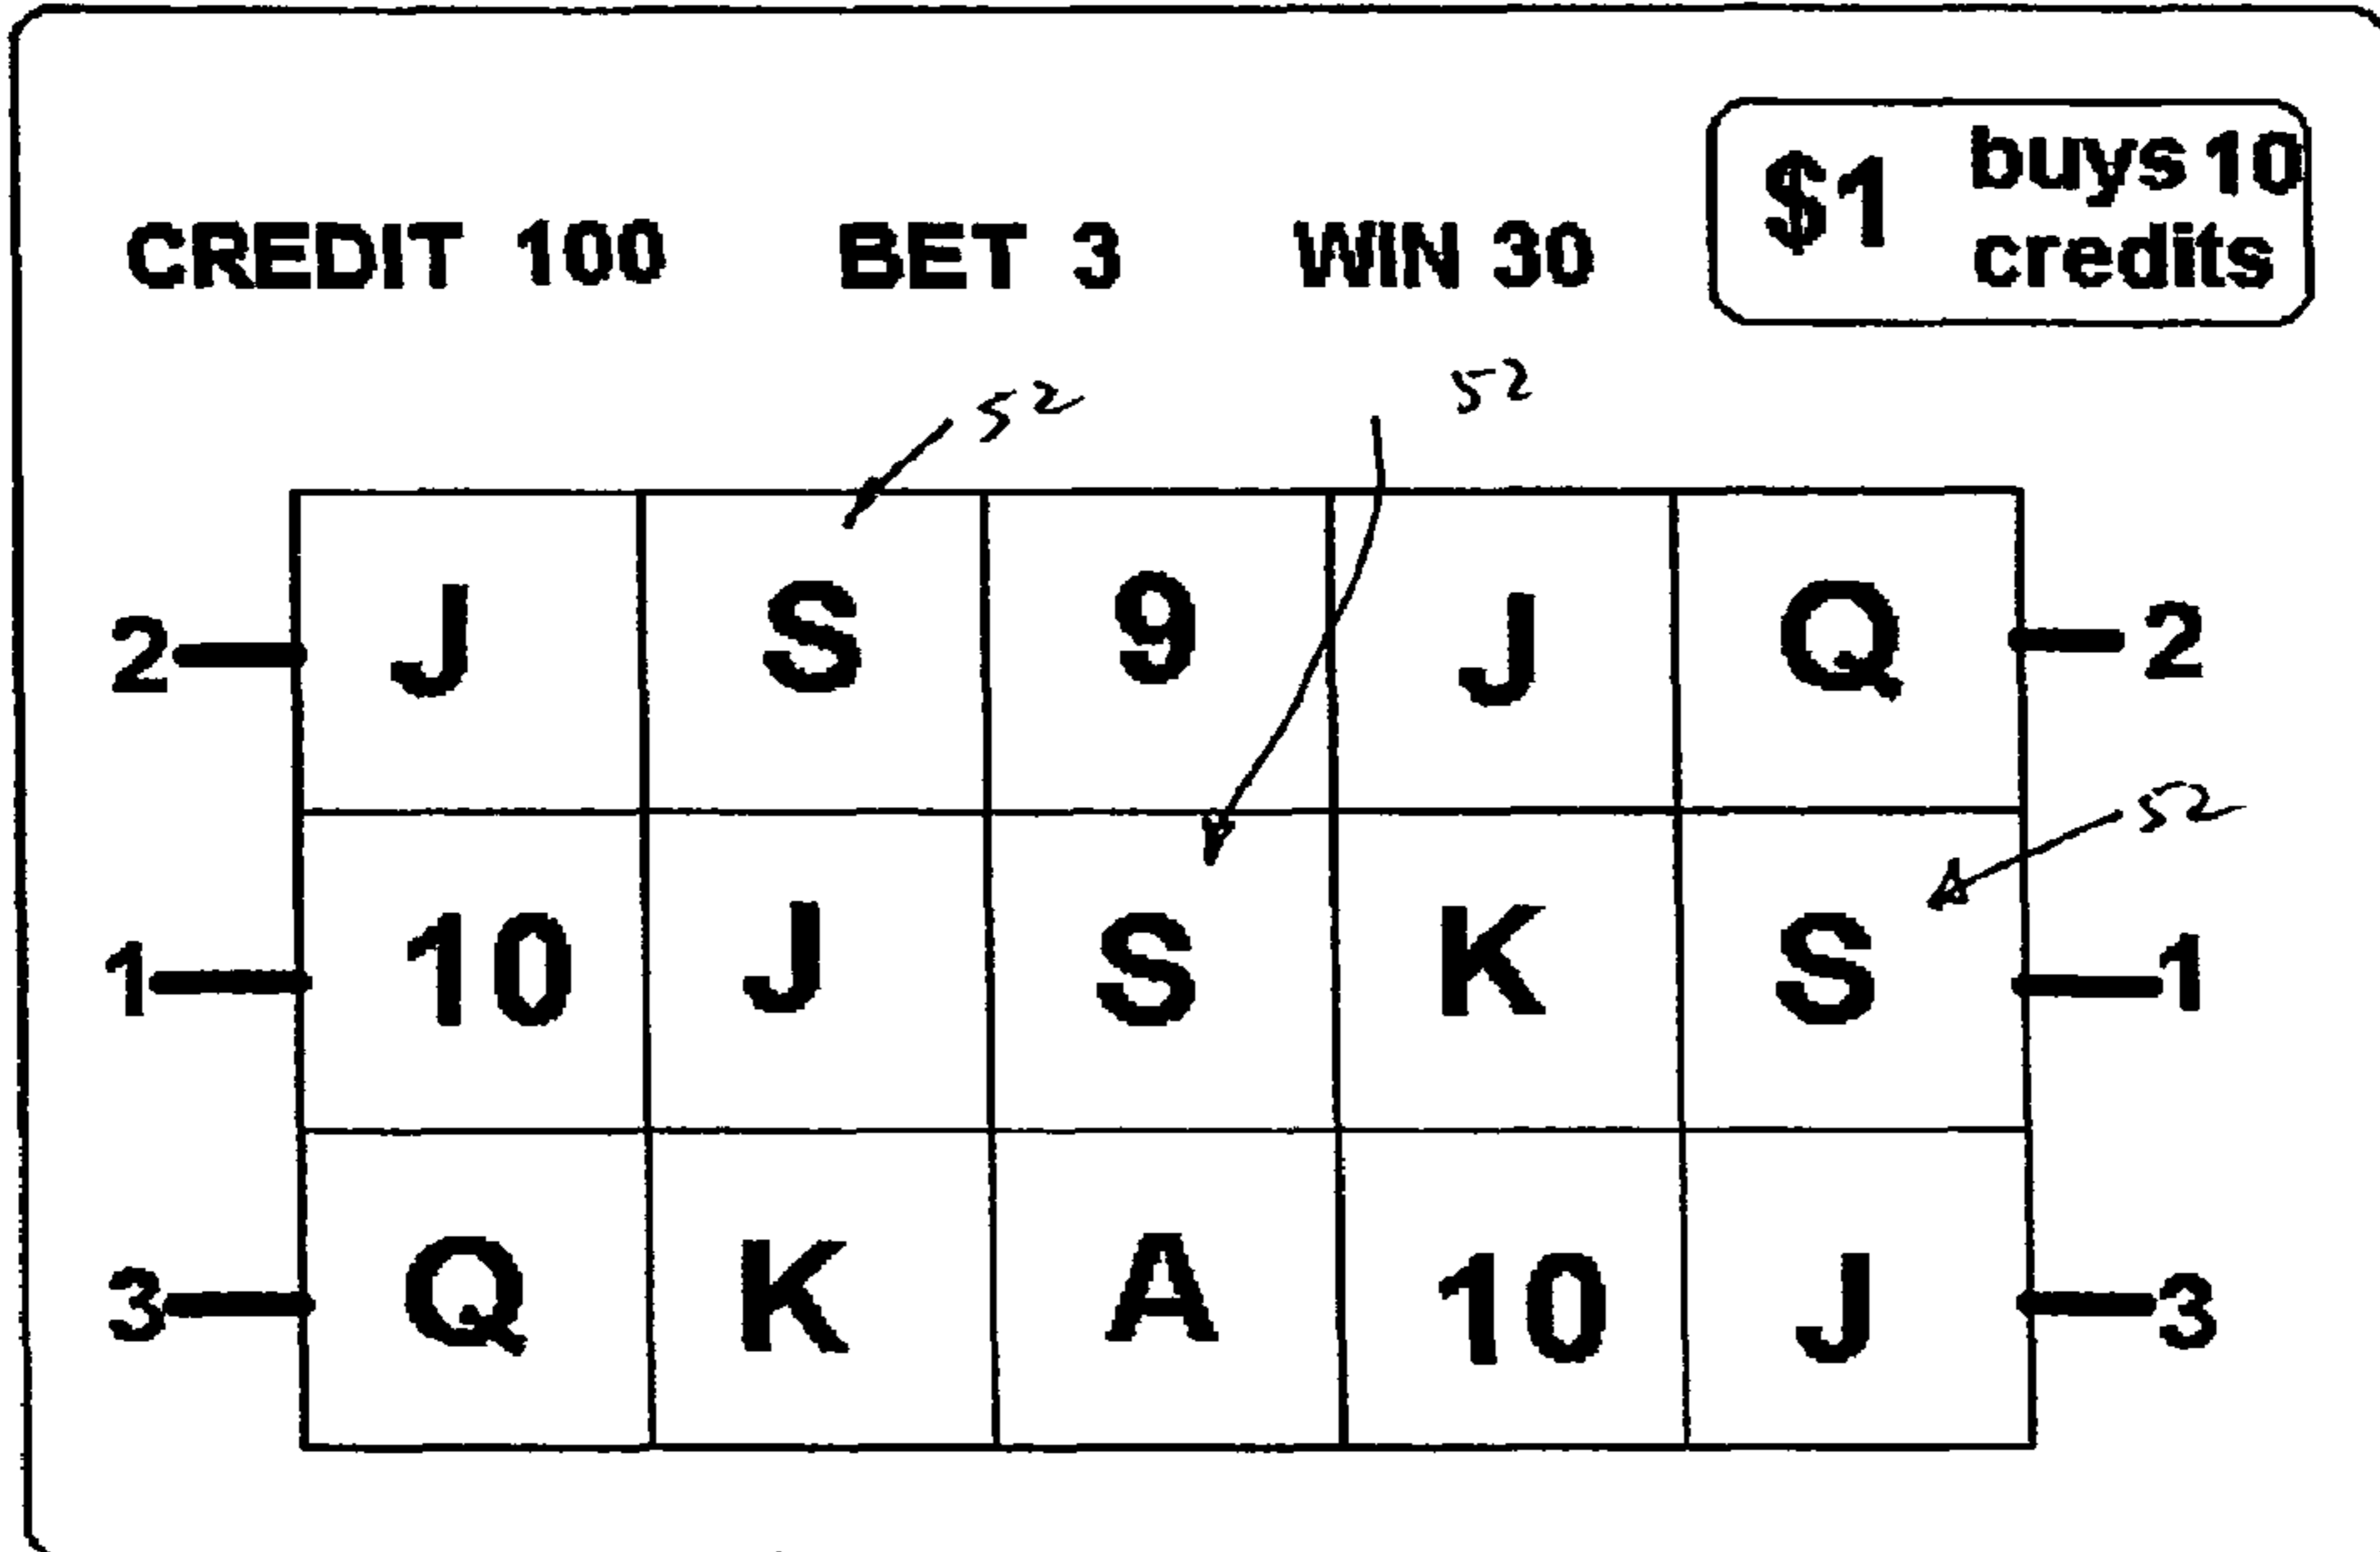 $1 buys 10
CREDIT 100 BET 3 WIN 30 credits
52 52
2 J S 9 J Q 2
52
1 10 J S K S 1
3 Q K A 10 J 3